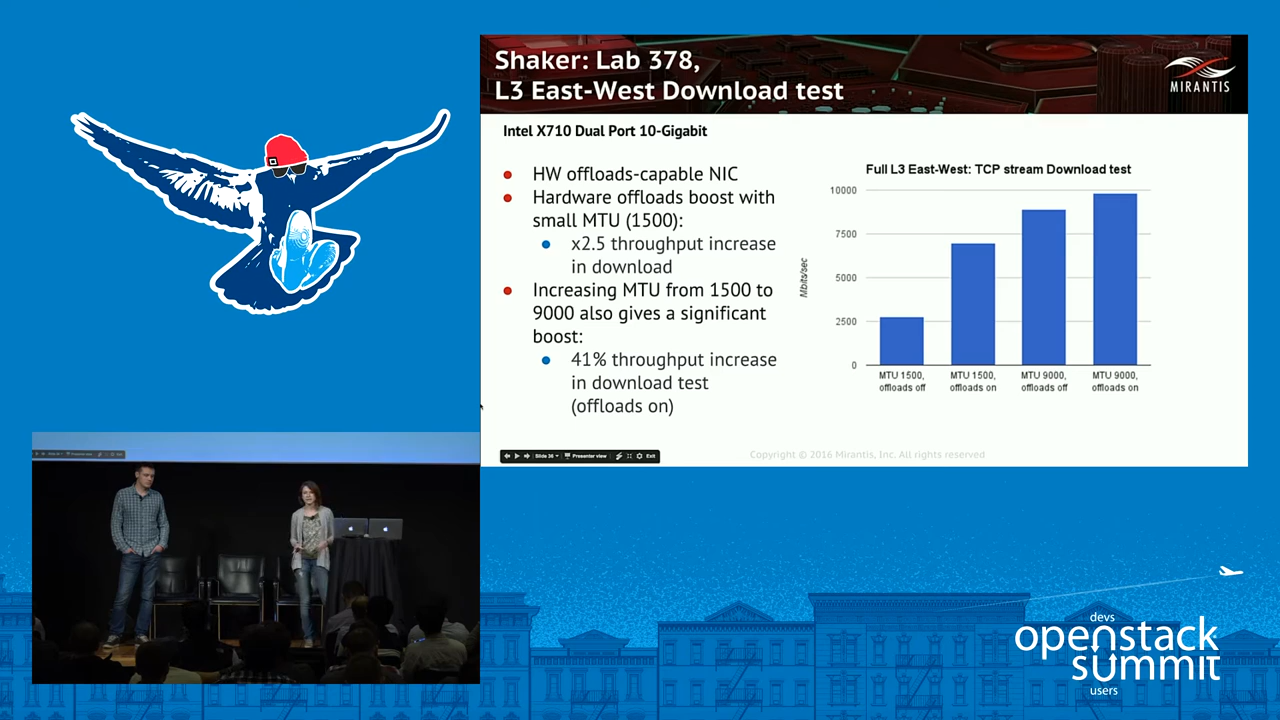 Shaker: Lab 378,
L3 East-West Download test
MIRANTIS
Intel X710 Dual Port 10-Gigabit
HW offloads-capable NIC
Hardware offloads boost with
small MTU (1500):
x2.5 throughput increase
in download
Increasing MTU from 1500 to
9000 also gives a significant
boost:
41% throughput increase
in download test
(offloads on)
Full L3 East-West: TCP stream Download test
Mbits/sec
10000
7500
5000
2500
0
MTU 1500,
offloads off
MTU 1500,
offloads on
MTU 9000,
offloads off
MTU 9000,
offloads on
Slide 36
Presenter view
Exit
Copyright © 2016 Mirantis, Inc. All rights reserved
devs
openstack
summit
users